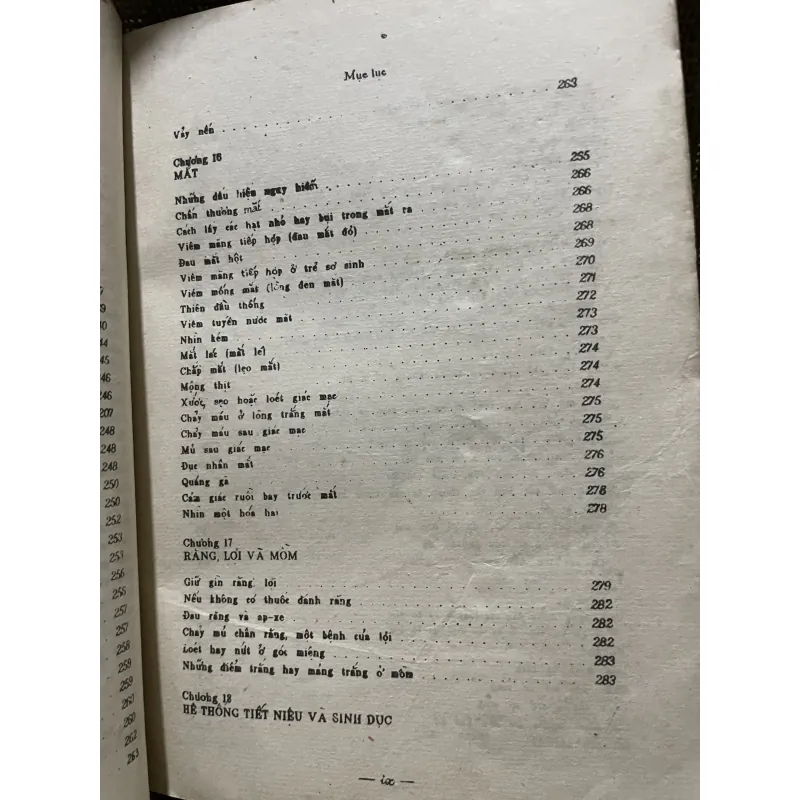 Mục lục
Vảy nến 263
Chương 16
MẮT
Những dấu hiện nguy hiểm 265
Chấn thương mắt 266
Cách lấy các hạt nhỏ hay bụi trong mắt ra 266
Viêm màng tiếp hợp (đau mắt đỏ) 268
Đau mắt hột 268
Viêm màng tiếp hợp ở trẻ sơ sinh 269
Viêm mống mắt (lòng đen mắt) 270
Thiên đầu thống 271
Viêm tuyến nước mắt 272
Nhìn kém 273
Mắt lác (mắt lé) 273
Chắp mắt (lẹo mắt) 274
Mộng thịt 274
Xước, sẹo hoặc loét giác mạc 274
Chảy máu ở lòng trắng mắt 275
Chảy máu sau giác mạc 275
Mủ sau giác mạc 275
Đục nhân mắt 276
Quáng gà 276
Cảm giác ruồi bay trước mắt 278
Nhìn một hóa hai 278
Chương 17
RĂNG, LỢI VÀ MỒM
Giữ gìn răng lợi 279
Nếu không có thuốc đánh răng 282
Đau răng và áp-xe 282
Chảy mủ chân răng, một bệnh của lợi 282
Loét hay nứt ở góc miệng 283
Những điểm trắng hay mảng trắng ở mồm 283
Chương 18
HỆ THỐNG TIẾT NIỆU VÀ SINH DỤC
— ix —